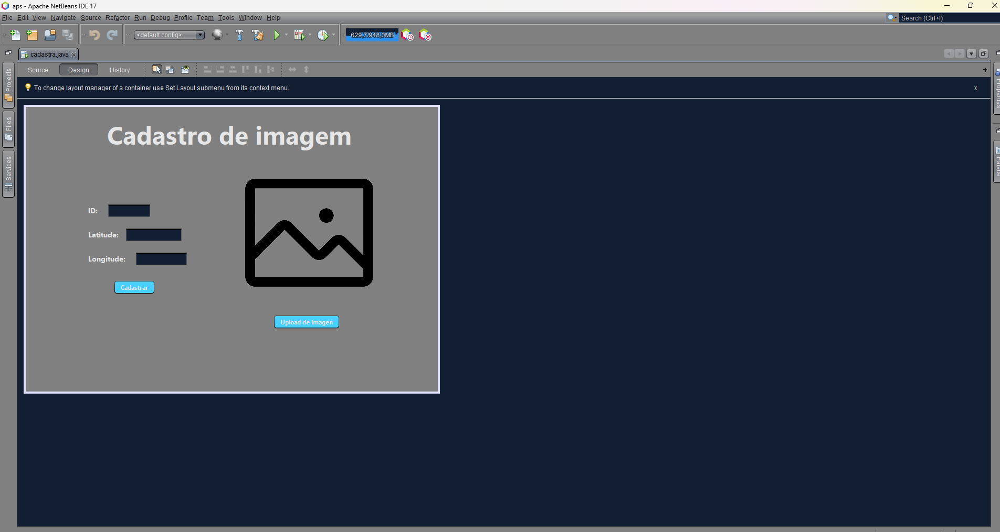 aps - Apache NetBeans IDE 17
File Edit View Navigate Source Refactor Run Debug Profile Team Tools Window Help
Search (Ctrl+I)
<default config>
629,7/948,0MB
cadastra.java
Source Design History
To change layout manager of a container use Set Layout submenu from its context menu.
x
Projects
Files
Services
Properties
Palette
Cadastro de imagem
ID:
Latitude:
Longitude:
Cadastrar
Upload de imagen